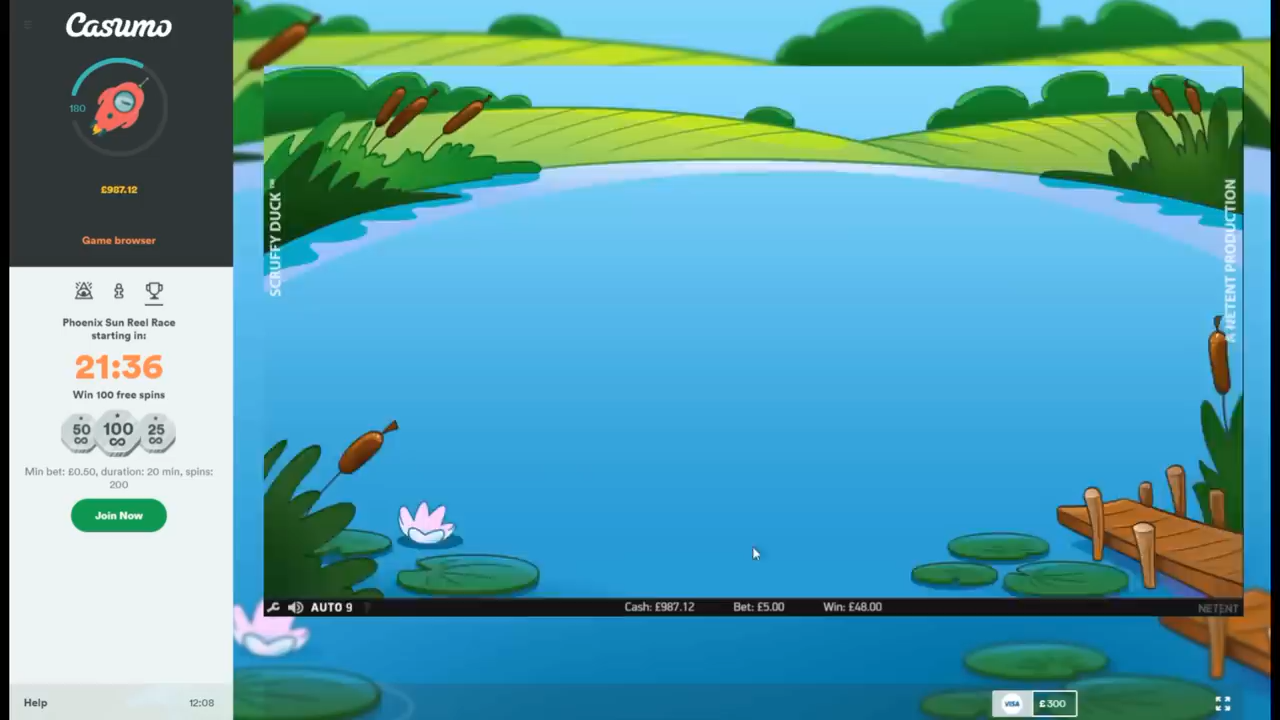 Casumo
180
£987.12
Game browser
Phoenix Sun Reel Race
starting in:
21:36
Win 100 free spins
50 100 25
Min bet: £0.50, duration: 20 min, spins:
200
Join Now
Help 12:08
SCRUFFY DUCK ™
A NETENT PRODUCTION
AUTO 9 Cash: £987.12 Bet: £5.00 Win: £48.00 NETENT
VISA £300